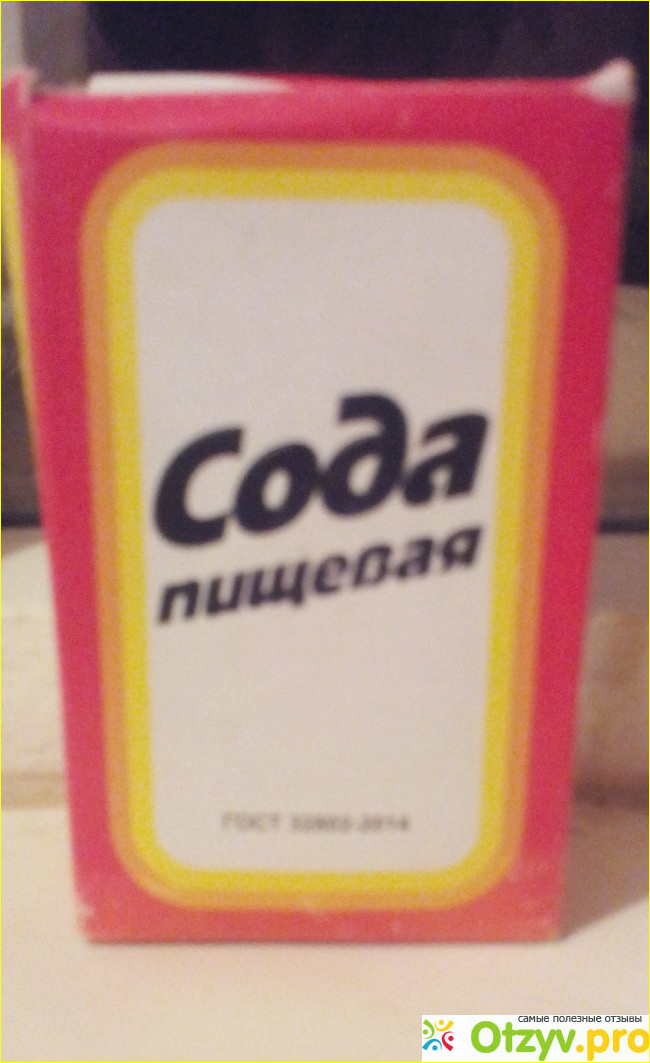 Сода
пищевая
ГОСТ 32802-2014
самые полезные отзывы
Otzyv.pro